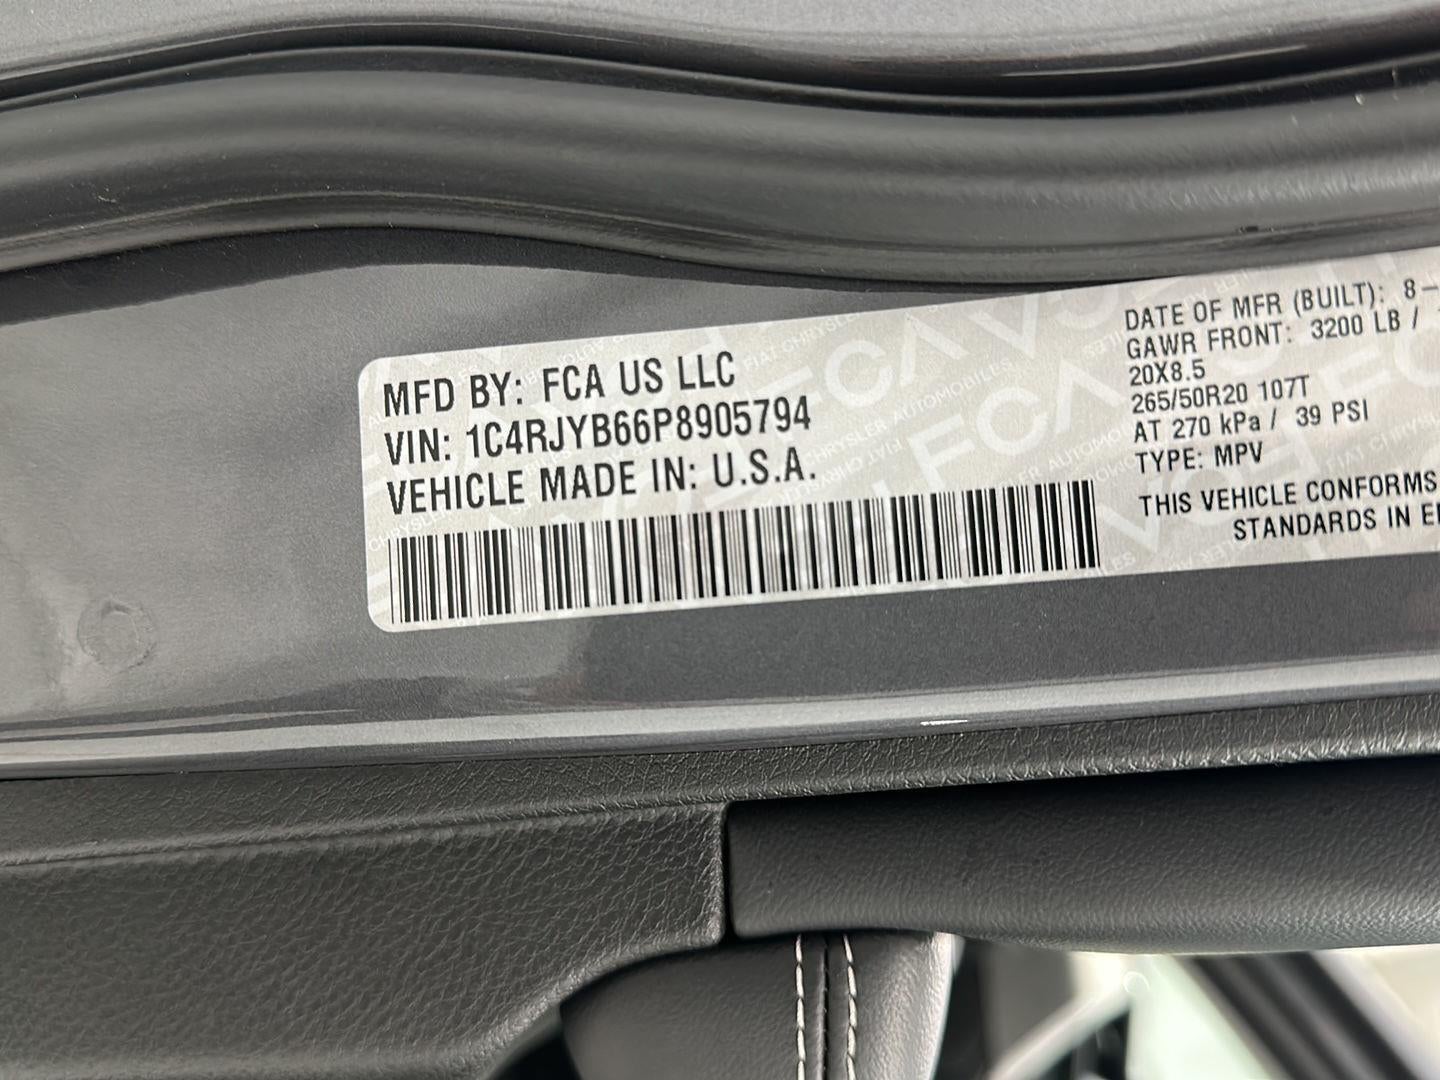 MFD BY: FCA US LLC
VIN: 1C4RJYB66P8905794
VEHICLE MADE IN: U.S.A.
DATE OF MFR (BUILT): 8-
GAWR FRONT: 3200 LB /
20X8.5
265/50R20 107T
AT 270 kPa / 39 PSI
TYPE: MPV
THIS VEHICLE CONFORMS
STANDARDS IN